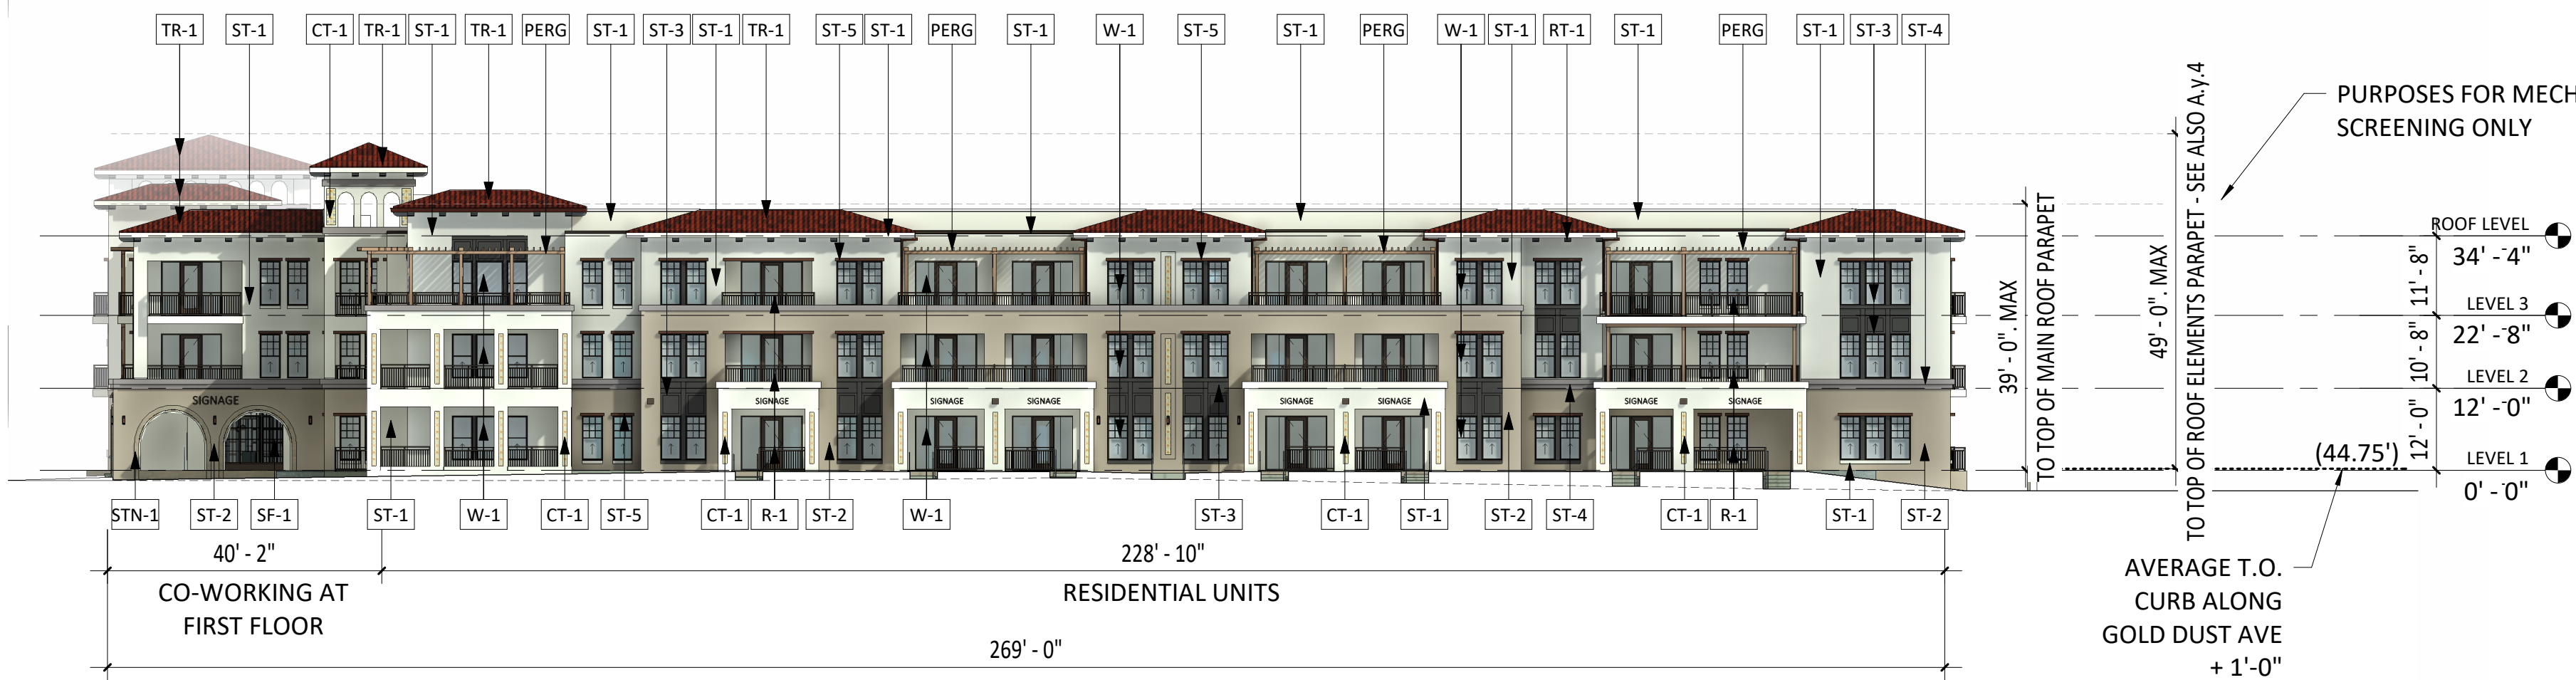 TR-1 ST-1 CT-1 TR-1 ST-1 TR-1 PERG ST-1 ST-3 ST-1 TR-1 ST-5 ST-1 PERG ST-1 W-1 ST-5 ST-1 PERG W-1 ST-1 RT-1 ST-1 PERG ST-1 ST-3 ST-4
PURPOSES FOR MECH
SCREENING ONLY
TO TOP OF MAIN ROOF PARAPET
39' - 0". MAX
TO TOP OF ROOF ELEMENTS PARAPET - SEE ALSO A.y.4
49' - 0". MAX
ROOF LEVEL
34' - 4"
11' - 8"
LEVEL 3
22' - 8"
10' - 8"
LEVEL 2
12' - 0"
12' - 0"
LEVEL 1
0' - 0"
(44.75')
SIGNAGE
SIGNAGE
SIGNAGE
SIGNAGE
SIGNAGE
SIGNAGE
SIGNAGE
SIGNAGE
STN-1 ST-2 SF-1 ST-1 W-1 CT-1 ST-5 CT-1 R-1 ST-2 W-1 ST-3 CT-1 ST-1 ST-2 ST-4 CT-1 R-1 ST-1 ST-2
40' - 2"
228' - 10"
CO-WORKING AT
FIRST FLOOR
RESIDENTIAL UNITS
269' - 0"
AVERAGE T.O.
CURB ALONG
GOLD DUST AVE
+ 1'-0"